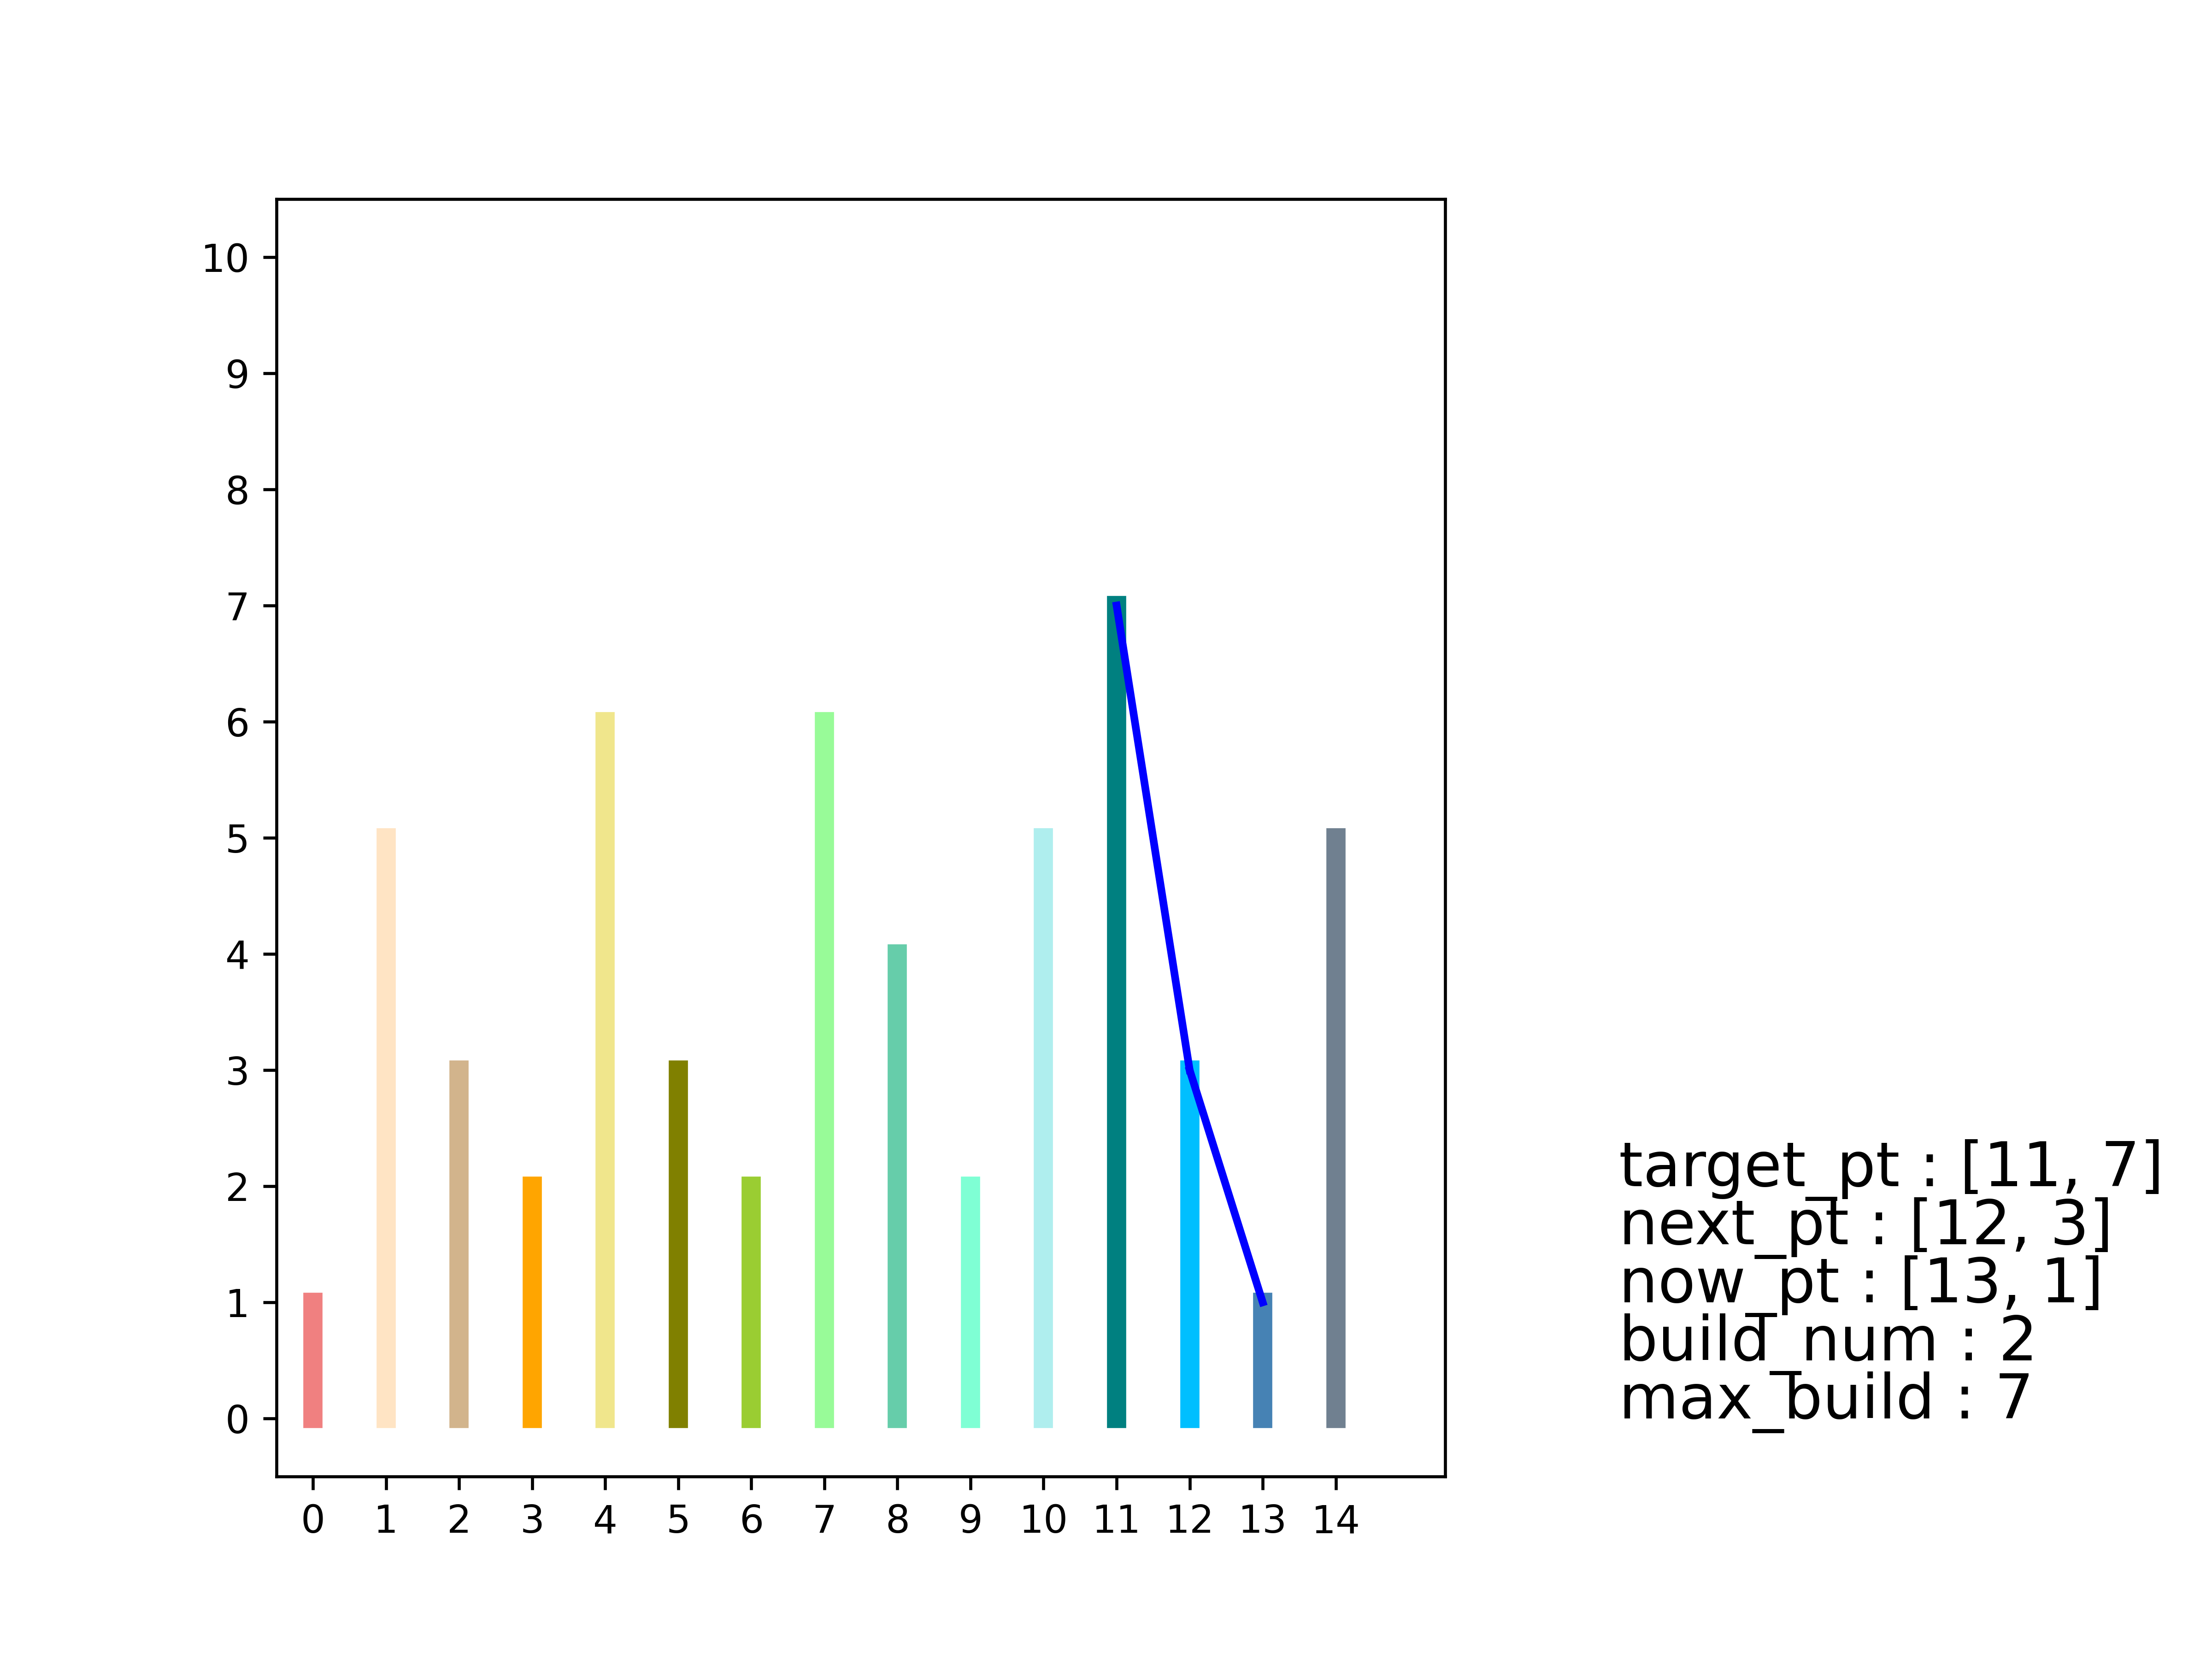 10
9
8
7
6
5
4
3
2
1
0
0 1 2 3 4 5 6 7 8 9 10 11 12 13 14
target_pt : [11, 7]
next_pt : [12, 3]
now_pt : [13, 1]
build_num : 2
max_build : 7